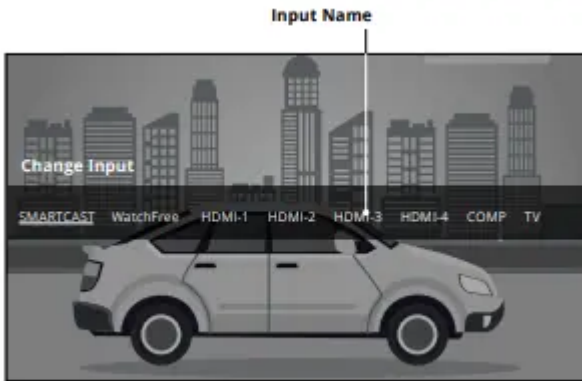 Input Name
Change Input
SMARTCAST WatchFree HDMI-1 HDMI-2 HDMI-3 HDMI-4 COMP TV